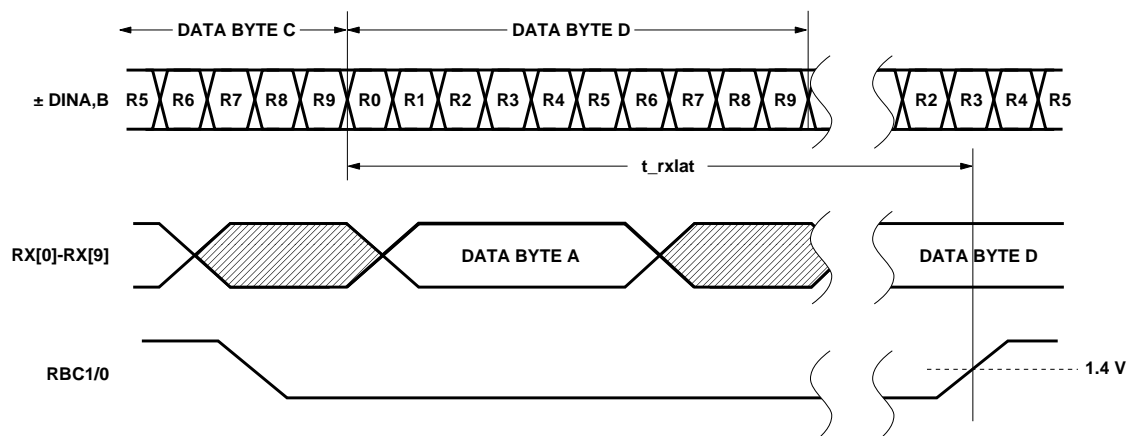 DATA BYTE C DATA BYTE D
± DINA,B R5 R6 R7 R8 R9 R0 R1 R2 R3 R4 R5 R6 R7 R8 R9 R2 R3 R4 R5
t_rxlat
RX[0]-RX[9] DATA BYTE A DATA BYTE D
RBC1/0 1.4 V